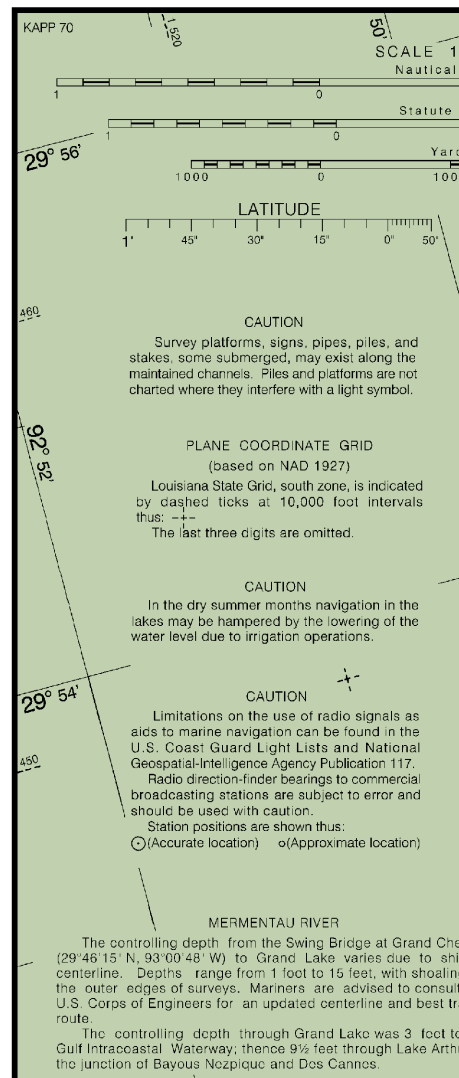 KAPP 70
1 520
50'
SCALE 1
Nautical
1 0
Statute
1 0
Yar
29° 56'
1000 0 100
LATITUDE
1' 45" 30" 15" 0" 50"
460
CAUTION
Survey platforms, signs, pipes, piles, and
stakes, some submerged, may exist along the
maintained channels. Piles and platforms are not
charted where they interfere with a light symbol.
92° 52'
PLANE COORDINATE GRID
(based on NAD 1927)
Louisiana State Grid, south zone, is indicated
by dashed ticks at 10,000 foot intervals
thus:
The last three digits are omitted.
CAUTION
In the dry summer months navigation in the
lakes may be hampered by the lowering of the
water level due to irrigation operations.
29° 54'
CAUTION
Limitations on the use of radio signals as
aids to marine navigation can be found in the
U.S. Coast Guard Light Lists and National
Geospatial-Intelligence Agency Publication 117.
450
Radio direction-finder bearings to commercial
broadcasting stations are subject to error and
should be used with caution.
Station positions are shown thus:
(Accurate location) o(Approximate location)
MERMENTAU RIVER
The controlling depth from the Swing Bridge at Grand Che
(29°46'15" N, 93°00'48" W) to Grand Lake varies due to shi
centerline. Depths range from 1 foot to 15 feet, with shoalin
the outer edges of surveys. Mariners are advised to consult
U.S. Corps of Engineers for an updated centerline and best tr
route.
The controlling depth through Grand Lake was 3 feet to
Gulf Intracoastal Waterway; thence 9½ feet through Lake Arth
the junction of Bayous Nezpique and Des Cannes.